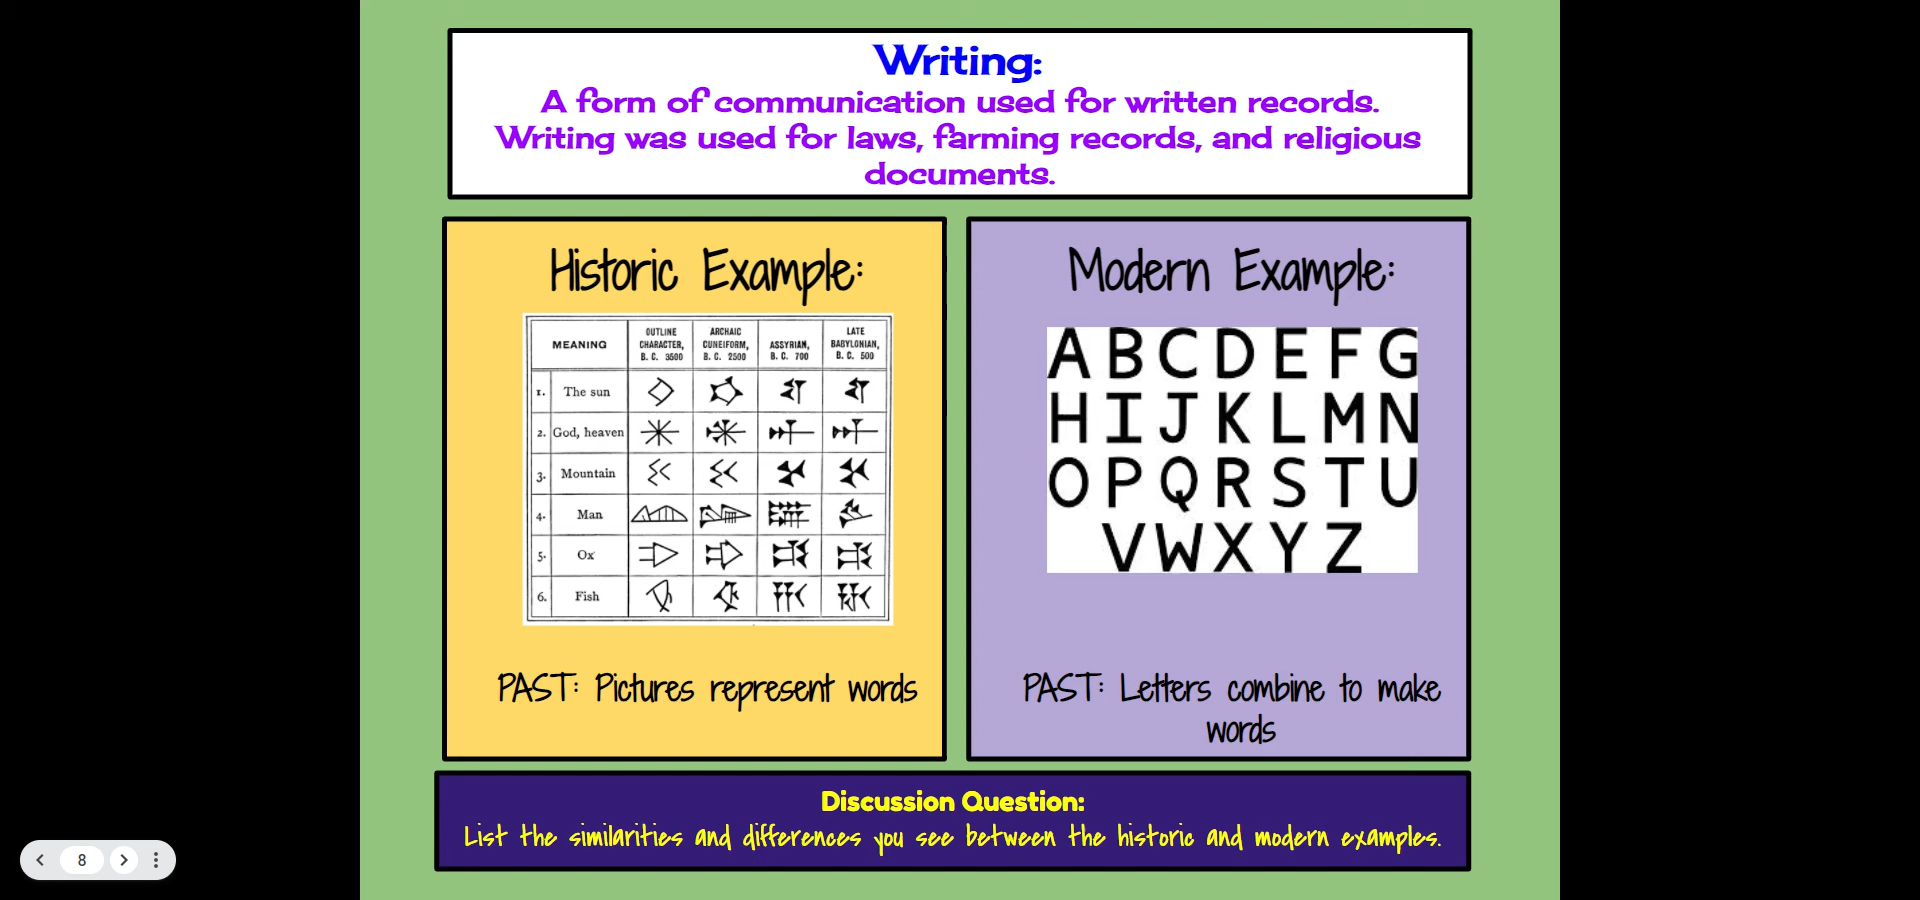 Writing:
A form of communication used for written records.
Writing was used for laws, farming records, and religious
documents.
Historic Example:
MEANING
OUTLINE CHARACTER, B. C. 3500
ARCHAIC CUNEIFORM, B. C. 2500
ASSYRIAN, B. C. 700
LATE BABYLONIAN, B. C. 500
1. The sun
2. God, heaven
3. Mountain
4. Man
5. Ox
6. Fish
PAST: Pictures represent words
Modern Example:
A B C D E F G
H I J K L M N
O P Q R S T U
V W X Y Z
PAST: Letters combine to make
words
Discussion Question:
List the similarities and differences you see between the historic and modern examples.
8